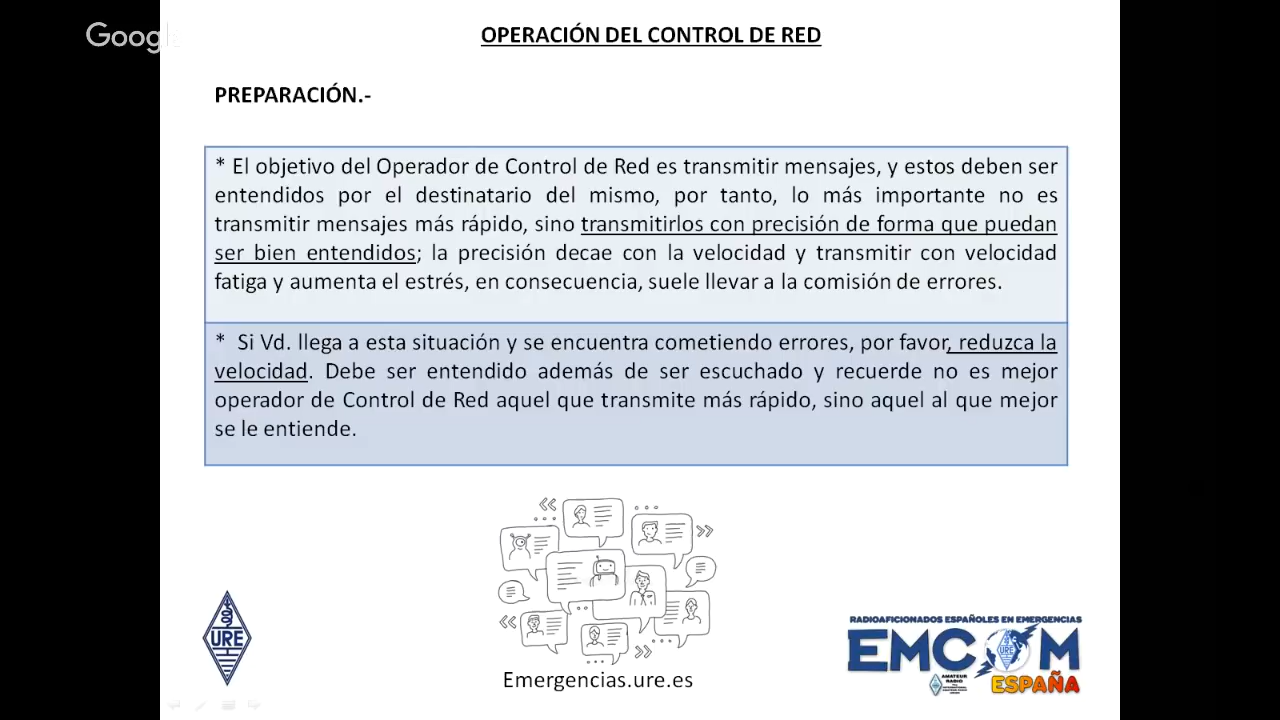 Google
OPERACIÓN DEL CONTROL DE RED
PREPARACIÓN.-
* El objetivo del Operador de Control de Red es transmitir mensajes, y estos deben ser
entendidos por el destinatario del mismo, por tanto, lo más importante no es
transmitir mensajes más rápido, sino transmitirlos con precisión de forma que puedan
ser bien entendidos; la precisión decae con la velocidad y transmitir con velocidad
fatiga y aumenta el estrés, en consecuencia, suele llevar a la comisión de errores.
* Si Vd. llega a esta situación y se encuentra cometiendo errores, por favor, reduzca la
velocidad. Debe ser entendido además de ser escuchado y recuerde no es mejor
operador de Control de Red aquel que transmite más rápido, sino aquel al que mejor
se le entiende.
URE
Emergencias.ure.es
RADIOAFICIONADOS ESPAÑOLES EN EMERGENCIAS
EMCOM
URE
AMATEUR
RADIO
ESPAÑA